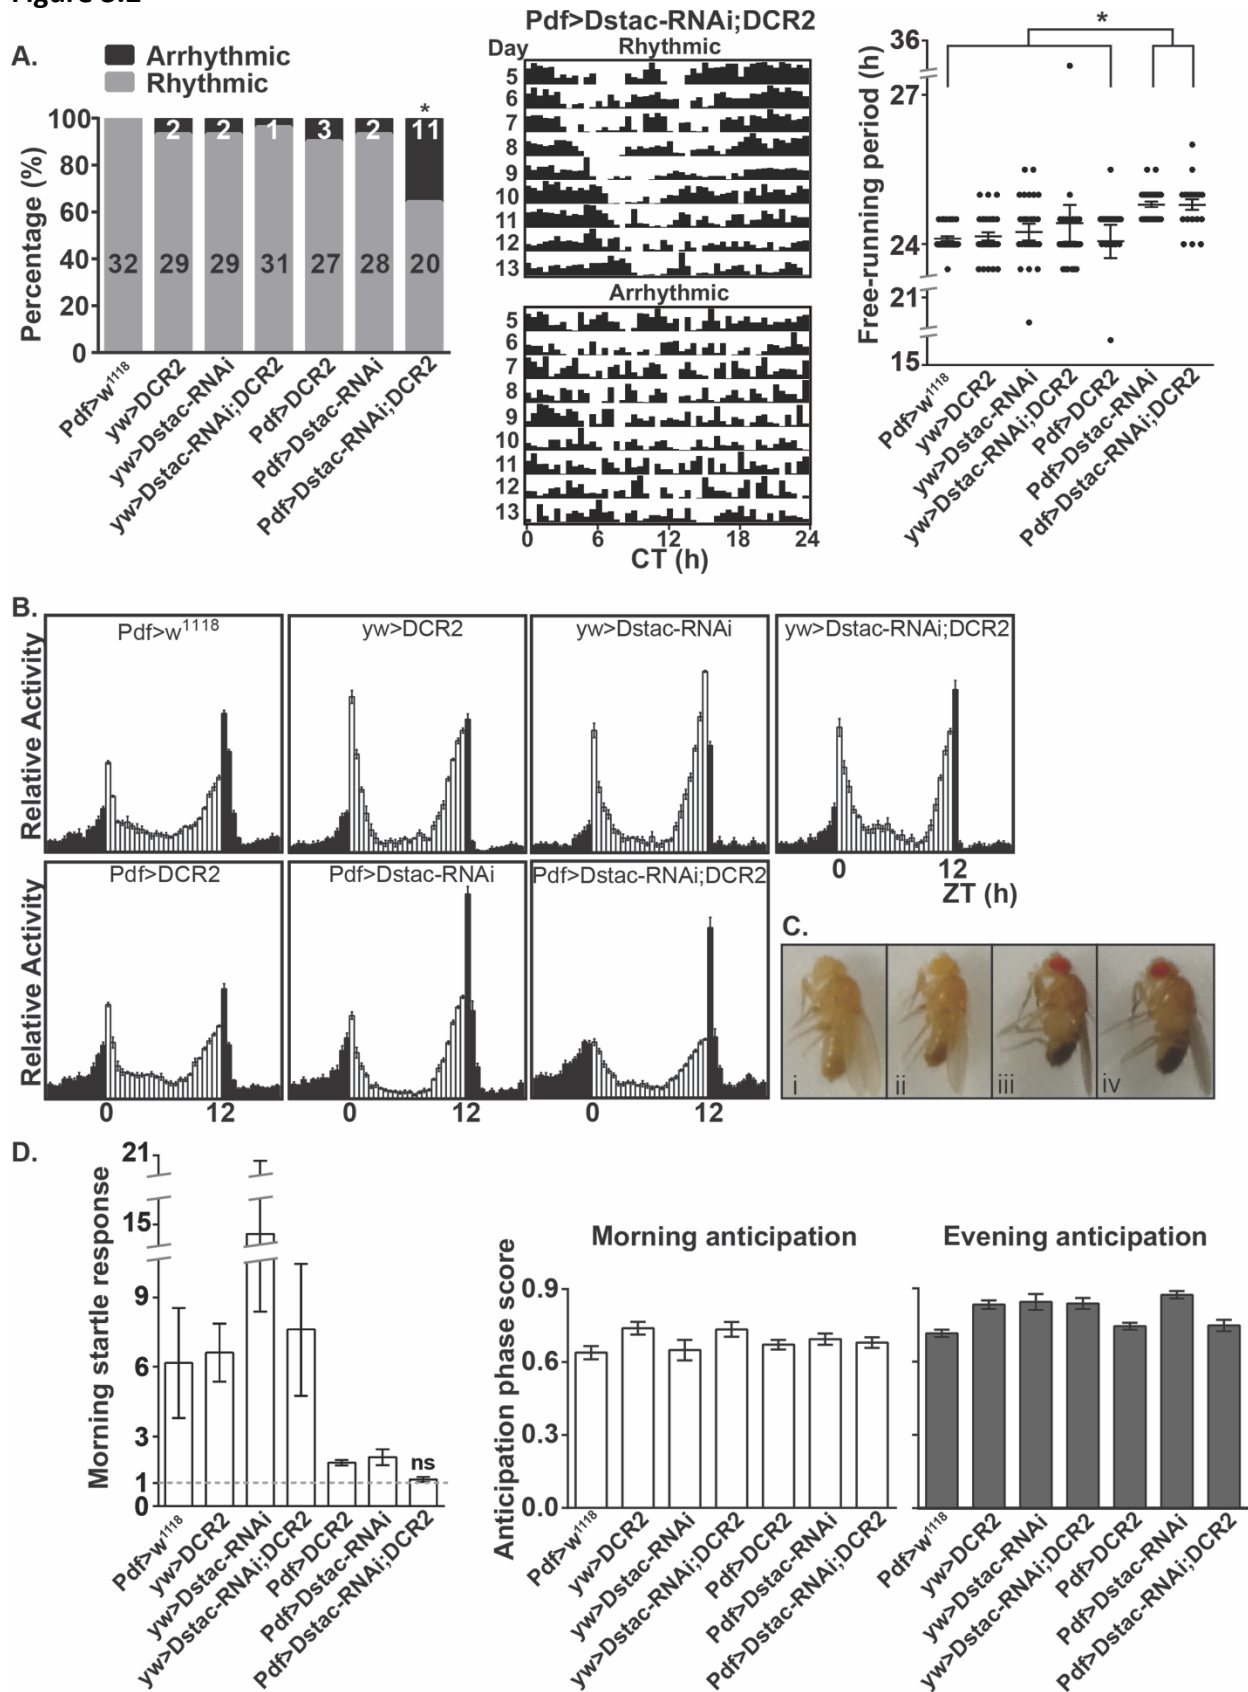 A.
Arrhythmic
Rhythmic
Percentage (%)
100
80
60
40
20
0
2
2
1
3
2
*
11
32
29
29
31
27
28
20
Pdf>w1118
yw>DCR2
yw>Dstac-RNAi
yw>Dstac-RNAi;DCR2
Pdf>DCR2
Pdf>Dstac-RNAi
Pdf>Dstac-RNAi;DCR2
Pdf>Dstac-RNAi;DCR2
Day
Rhythmic
5
6
7
8
9
10
11
12
13
Arrhythmic
5
6
7
8
9
10
11
12
13
0 6 12 18 24
CT (h)
Free-running period (h)
*
36
27
24
21
15
Pdf>w1118
yw>DCR2
yw>Dstac-RNAi
yw>Dstac-RNAi;DCR2
Pdf>DCR2
Pdf>Dstac-RNAi
Pdf>Dstac-RNAi;DCR2
B.
Relative Activity
Pdf>w1118
yw>DCR2
yw>Dstac-RNAi
yw>Dstac-RNAi;DCR2
0 12
ZT (h)
Relative Activity
Pdf>DCR2
Pdf>Dstac-RNAi
Pdf>Dstac-RNAi;DCR2
0 12
0 12
0 12
C.
i
ii
iii
iv
D.
Morning startle response
21
15
9
6
3
1
0
ns
Pdf>w1118
yw>DCR2
yw>Dstac-RNAi
yw>Dstac-RNAi;DCR2
Pdf>DCR2
Pdf>Dstac-RNAi
Pdf>Dstac-RNAi;DCR2
Anticipation phase score
Morning anticipation
0.9
0.6
0.3
0.0
Pdf>w1118
yw>DCR2
yw>Dstac-RNAi
yw>Dstac-RNAi;DCR2
Pdf>DCR2
Pdf>Dstac-RNAi
Pdf>Dstac-RNAi;DCR2
Evening anticipation
Pdf>w1118
yw>DCR2
yw>Dstac-RNAi
yw>Dstac-RNAi;DCR2
Pdf>DCR2
Pdf>Dstac-RNAi
Pdf>Dstac-RNAi;DCR2